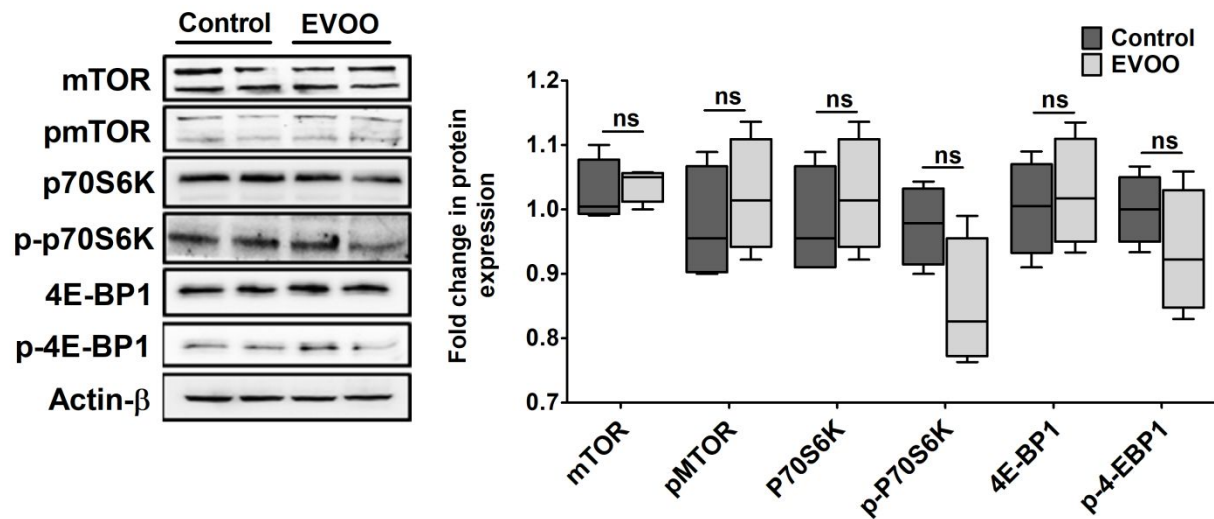 Control EVOO
mTOR
pmTOR
p70S6K
p-p70S6K
4E-BP1
p-4E-BP1
Actin-β
Control
EVOO
Fold change in protein
expression
1.2
1.1
1.0
0.9
0.8
0.7
ns
ns
ns
ns
ns
ns
mTOR
pMTOR
P70S6K
p-P70S6K
4E-BP1
p-4-EBP1